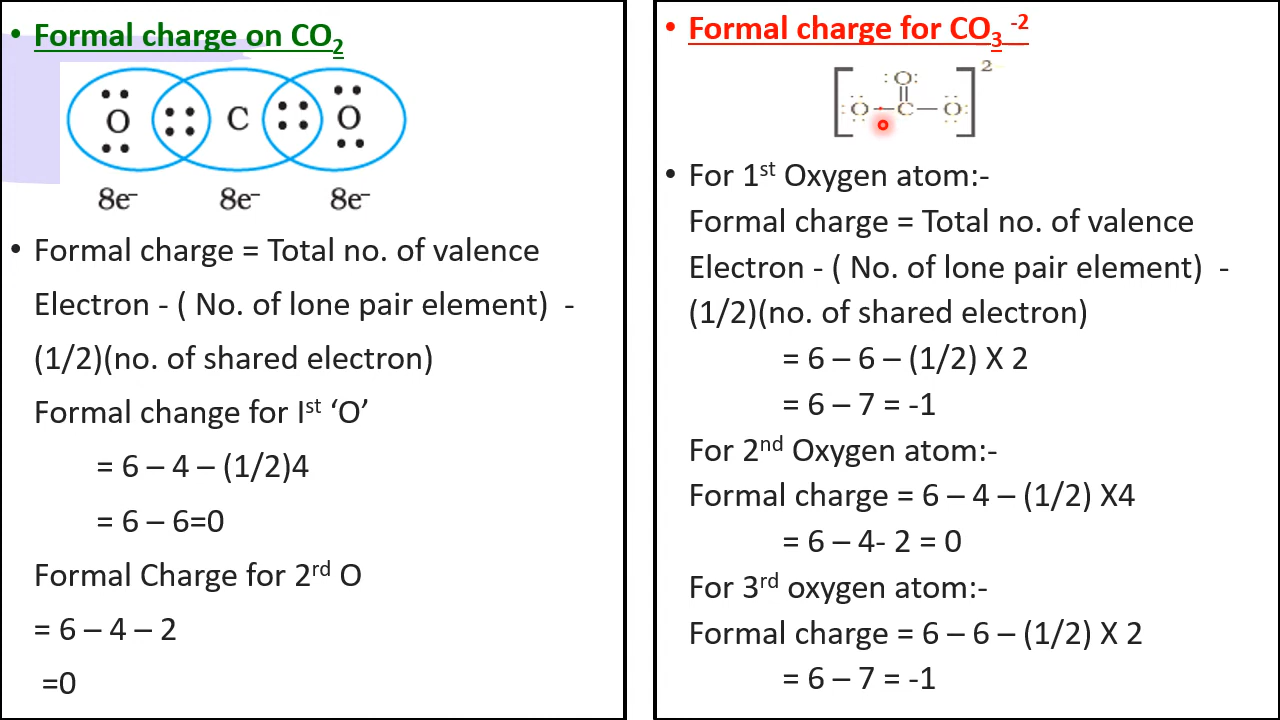 • Formal charge on CO₂
O C O
8e⁻ 8e⁻ 8e⁻
• Formal charge = Total no. of valence
Electron - ( No. of lone pair element) -
(1/2)(no. of shared electron)
Formal change for Iˢᵗ ‘O’
= 6 – 4 – (1/2)4
= 6 – 6=0
Formal Charge for 2ʳᵈ O
= 6 – 4 – 2
=0
• Formal charge for CO₃⁻²
2-
:O:
:O – C – O:
• For 1ˢᵗ Oxygen atom:-
Formal charge = Total no. of valence
Electron - ( No. of lone pair element) -
(1/2)(no. of shared electron)
= 6 – 6 – (1/2) X 2
= 6 – 7 = -1
For 2ⁿᵈ Oxygen atom:-
Formal charge = 6 – 4 – (1/2) X4
= 6 – 4- 2 = 0
For 3ʳᵈ oxygen atom:-
Formal charge = 6 – 6 – (1/2) X 2
= 6 – 7 = -1